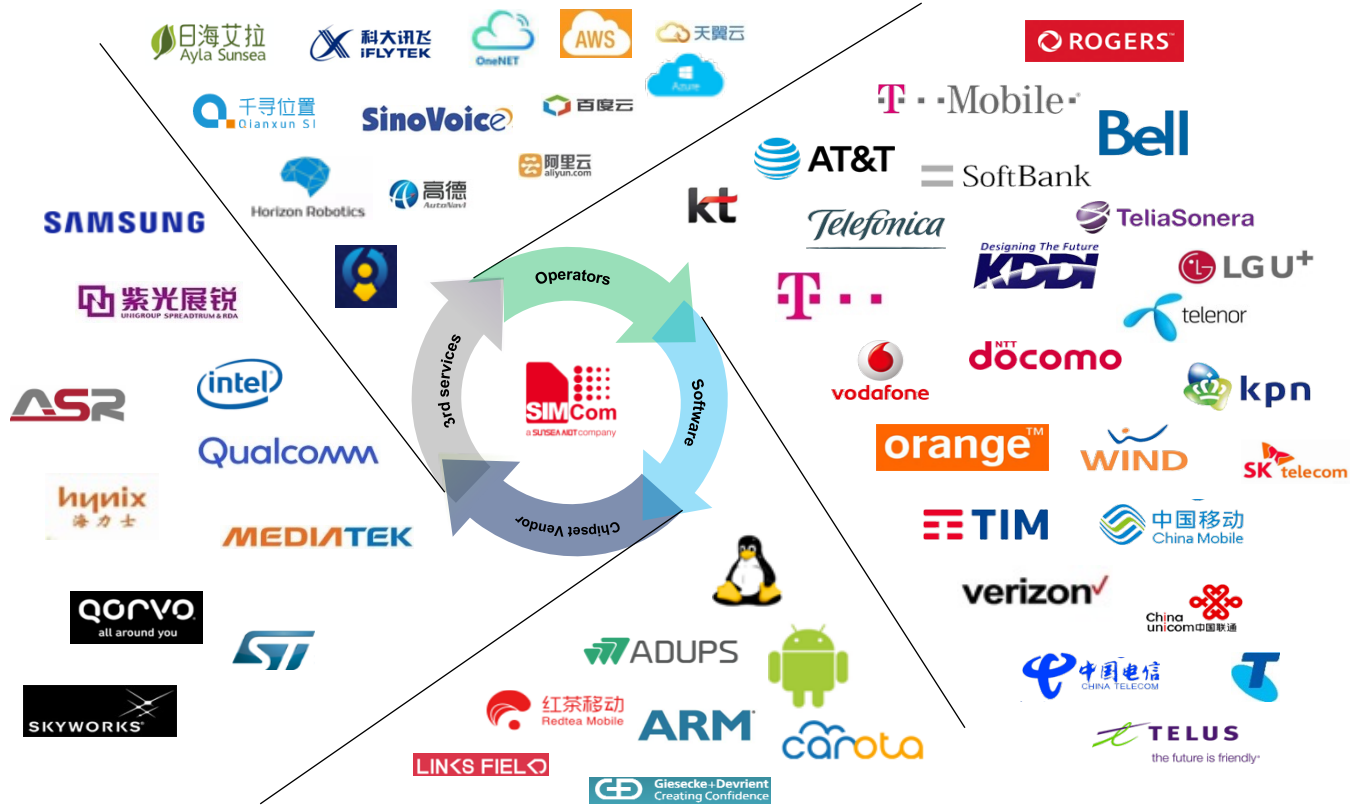 日海艾拉
Ayla Sunsea
科大讯飞
iFLYTEK
OneNET
AWS
天翼云
Azure
千寻位置
Qianxun SI
SinoVoice
百度云
阿里云
aliyun.com
Horizon Robotics
高德
AutoNavi
SAMSUNG
紫光展锐
UNIGROUP SPREADTRUM & RDA
ASR
intel
Qualcomm
hynix
海力士
MEDIATEK
QORVO
all around you
ST
SKYWORKS®
Operators
Software
Chipset Vendor
3rd services
SIMCom
a SUNSEA AIOT company
ROGERS™
T··Mobile·®
Bell
AT&T
SoftBank
kt
Telefónica
TeliaSonera
Designing The Future
KDDI
LG U+
T··
telenor
vodafone
NTT
döcomo
kpn
orange™
WIND
SK telecom
TIM
中国移动
China Mobile
verizon✓
China
unicom中国联通
中国电信
CHINA TELECOM
T
TELUS
the future is friendly®
ADUPS
红茶移动
Redtea Mobile
ARM®
carota
LINKS FIELD
Giesecke+Devrient
Creating Confidence